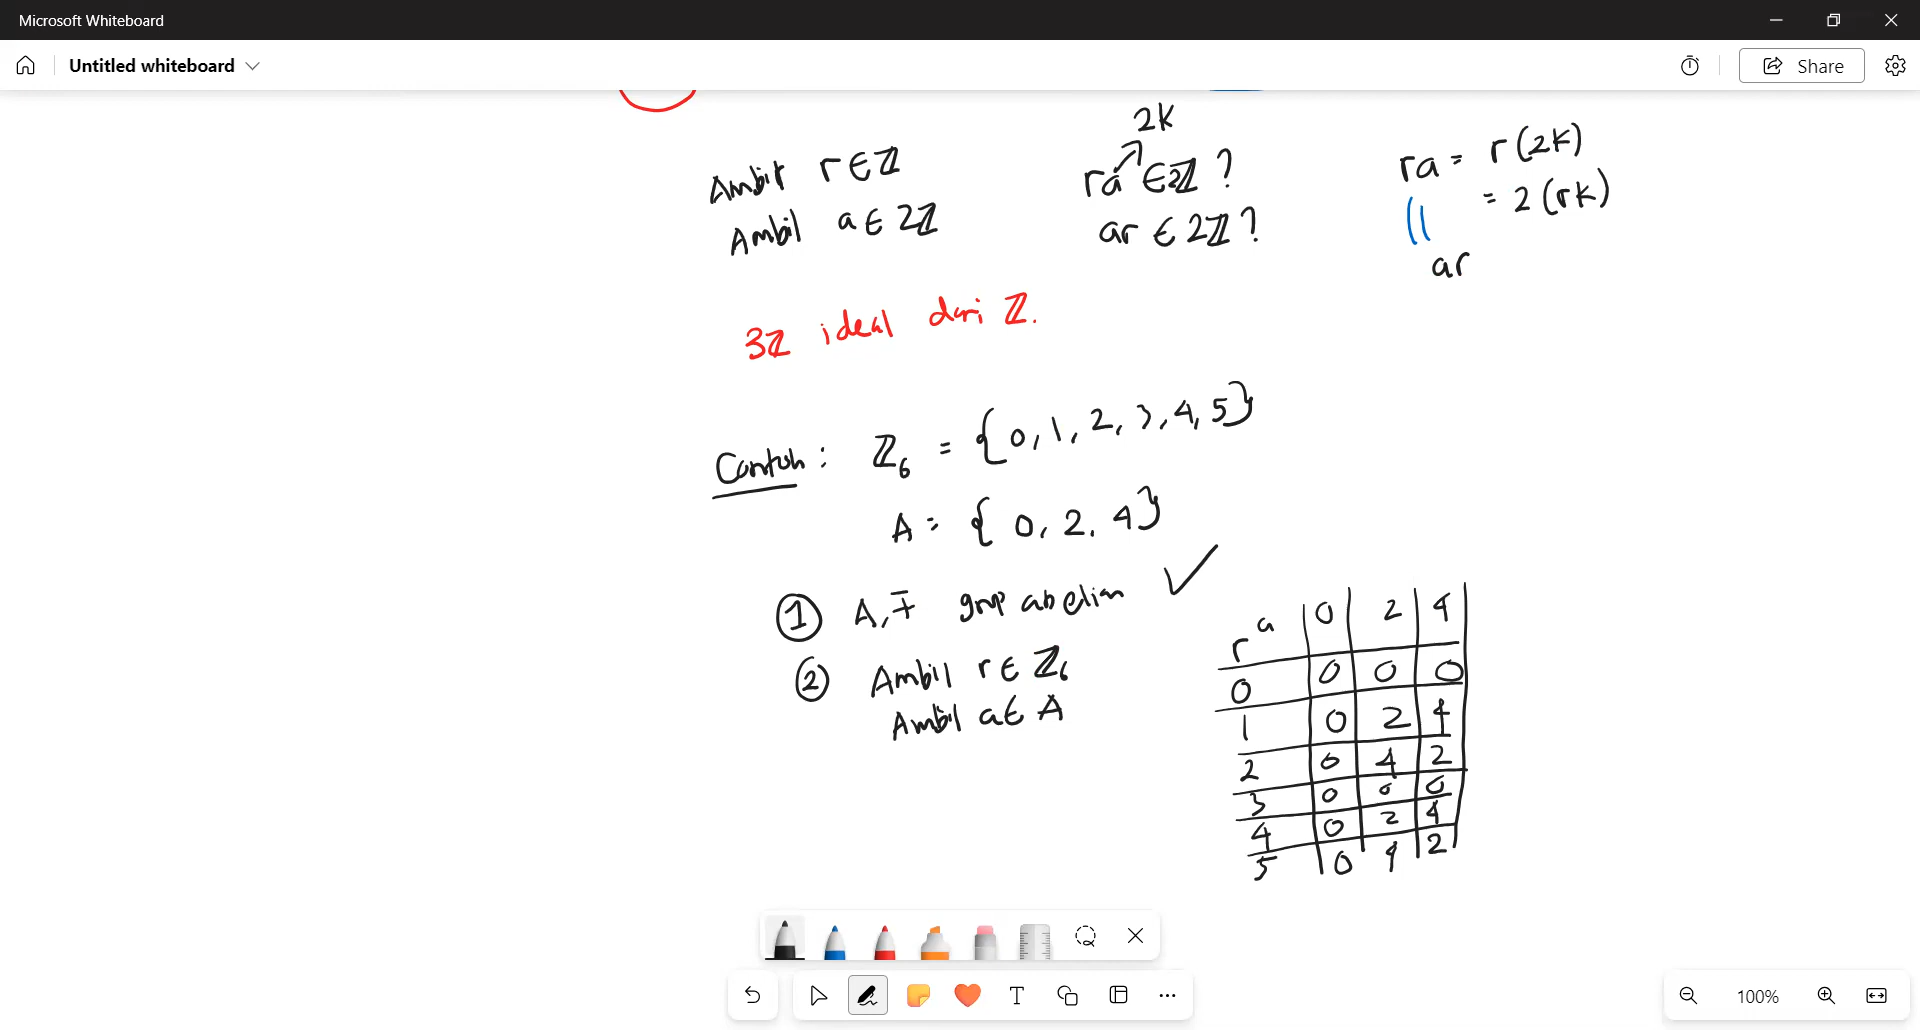 Microsoft Whiteboard
Untitled whiteboard
Share
2k
Ambil r ∈ ℤ
ra ∈ 2ℤ ?
ra = r(2k)
Ambil a ∈ 2ℤ
ar ∈ 2ℤ ?
= 2(rk)
ar
3ℤ ideal dari ℤ.
Contoh : ℤ₆ = {0, 1, 2, 3, 4, 5}
A = {0, 2, 4}
① A, + grup abelian ✓
② Ambil r ∈ ℤ₆
Ambil a ∈ A
r a 0 2 4
0 0 0 0
1 0 2 4
2 0 4 2
3 0 0 0
4 0 2 4
5 0 4 2
100%